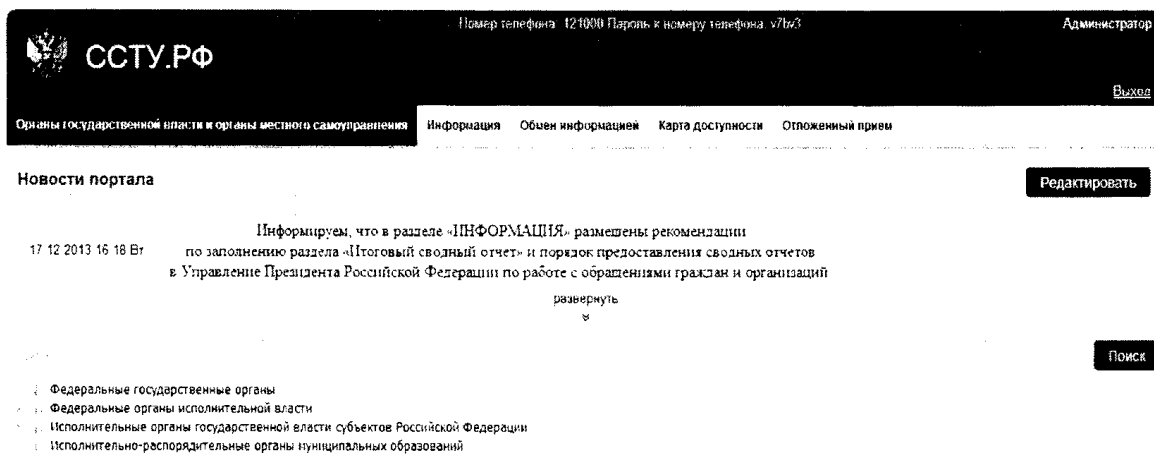 Номер телефона: 121000 Пароль к номеру телефона: v7bv3
Администратор
ССТУ.РФ
Выход
Органы государственной власти и органы местного самоуправления Информация Обмен информацией Карта доступности Отложенный прием
Новости портала
Редактировать
Информируем, что в разделе «ИНФОРМАЦИЯ» размещены рекомендации
17 12 2013 16 18 Вт по заполнению раздела «Итоговый сводный отчет» и порядок предоставления сводных отчетов
в Управление Президента Российской Федерации по работе с обращениями граждан и организаций
развернуть
Поиск
Федеральные государственные органы
Федеральные органы исполнительной власти
Исполнительные органы государственной власти субъектов Российской Федерации
Исполнительно-распорядительные органы муниципальных образований